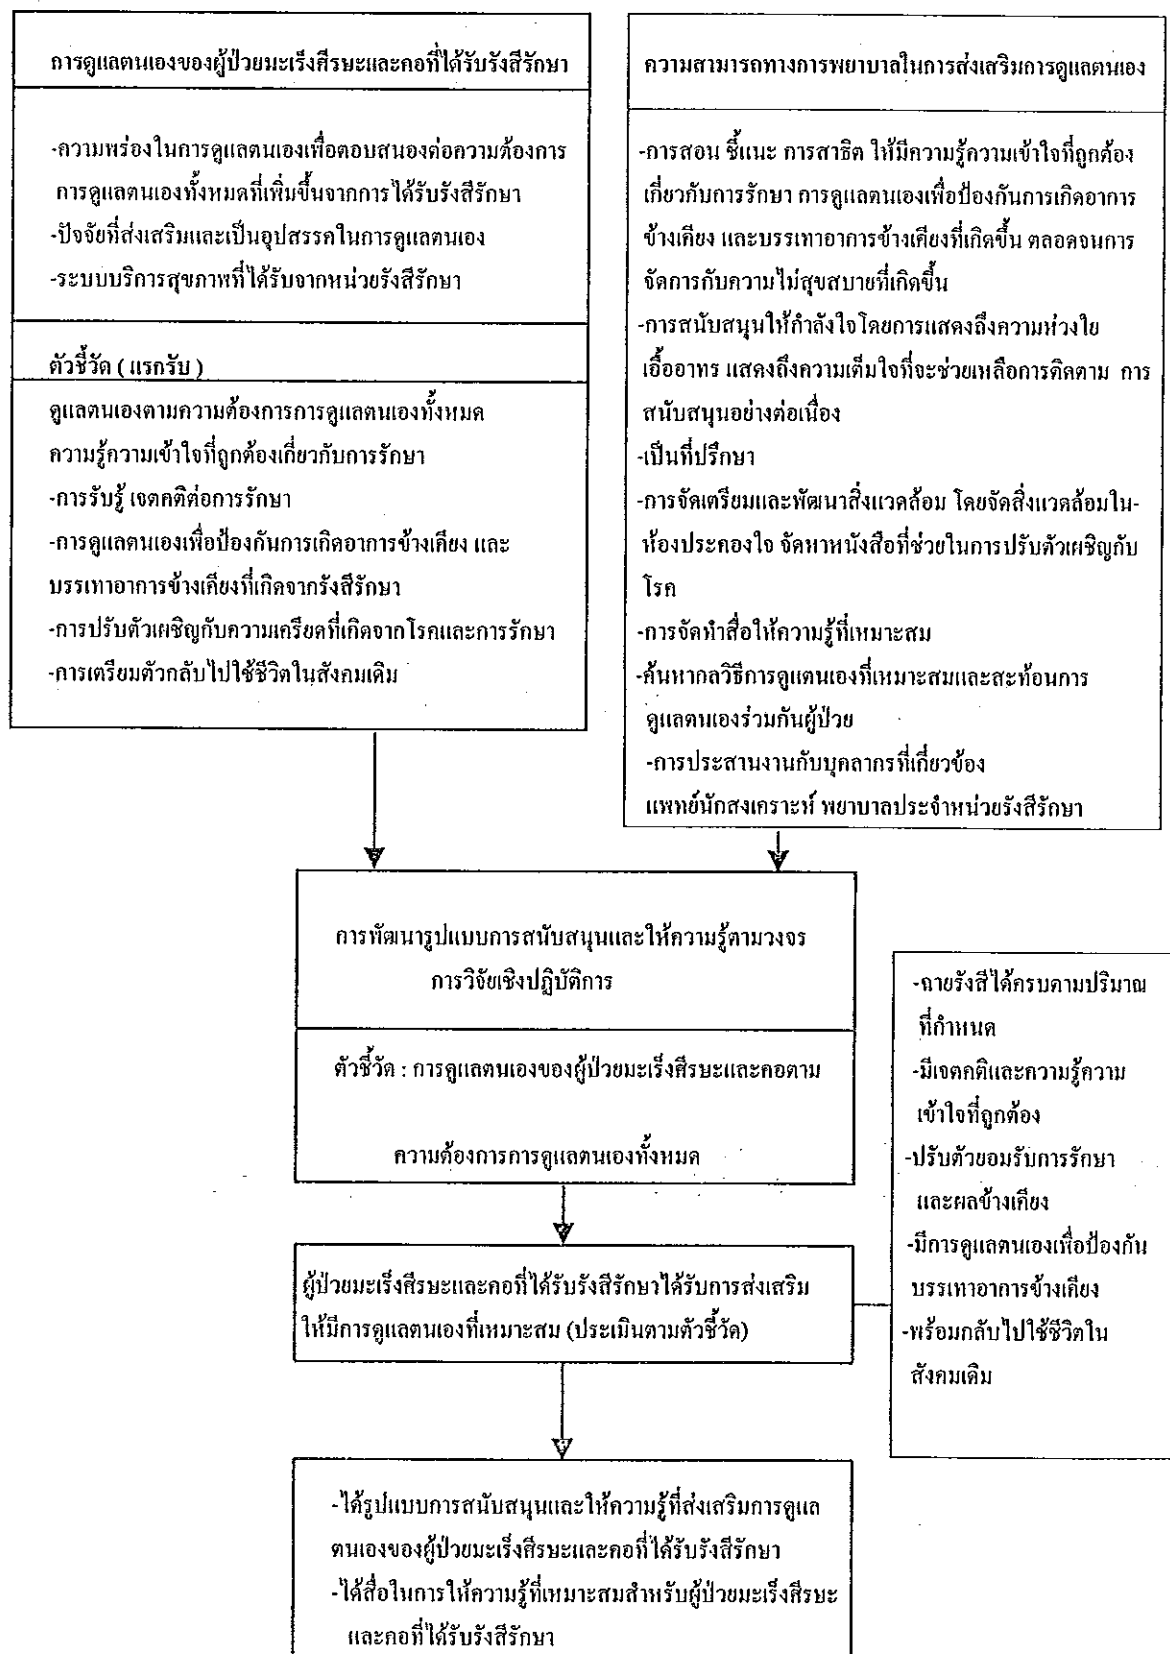 การดูแลตนเองของผู้ป่วยมะเร็งศีรษะและคอที่ได้รับรังสีรักษา
-ความพร่องในการดูแลตนเองเพื่อตอบสนองต่อความต้องการ
การดูแลตนเองทั้งหมดที่เพิ่มขึ้นจากการได้รับรังสีรักษา
-ปัจจัยที่ส่งเสริมและเป็นอุปสรรคในการดูแลตนเอง
-ระบบบริการสุขภาพที่ได้รับจากหน่วยรังสีรักษา
ตัวชี้วัด ( แรกรับ )
ดูแลตนเองตามความต้องการการดูแลตนเองทั้งหมด
ความรู้ความเข้าใจที่ถูกต้องเกี่ยวกับการรักษา
-การรับรู้ เจตคติต่อการรักษา
-การดูแลตนเองเพื่อป้องกันการเกิดอาการข้างเคียง และ
บรรเทาอาการข้างเคียงที่เกิดจากรังสีรักษา
-การปรับตัวเผชิญกับความเครียดที่เกิดจากโรคและการรักษา
-การเตรียมตัวกลับไปใช้ชีวิตในสังคมเดิม
ความสามารถทางการพยาบาลในการส่งเสริมการดูแลตนเอง
-การสอน ชี้แนะ การสาธิต ให้มีความรู้ความเข้าใจที่ถูกต้อง
เกี่ยวกับการรักษา การดูแลตนเองเพื่อป้องกันการเกิดอาการ
ข้างเคียง และบรรเทาอาการข้างเคียงที่เกิดขึ้น ตลอดจนการ
จัดการกับความไม่สุขสบายที่เกิดขึ้น
-การสนับสนุนให้กำลังใจโดยการแสดงถึงความห่วงใย
เอื้ออาทร แสดงถึงความเต็มใจที่จะช่วยเหลือการติดตาม การ
สนับสนุนอย่างต่อเนื่อง
-เป็นที่ปรึกษา
-การจัดเตรียมและพัฒนาสิ่งแวดล้อม โดยจัดสิ่งแวดล้อมใน-
ห้องประคองใจ จัดหาหนังสือที่ช่วยในการปรับตัวเผชิญกับ
โรค
-การจัดทำสื่อให้ความรู้ที่เหมาะสม
-ค้นหากลวิธีการดูแตนเองที่เหมาะสมและสะท้อนการ
ดูแลตนเองร่วมกันผู้ป่วย
-การประสานงานกับบุคลากรที่เกี่ยวข้อง
แพทย์นักสงเคราะห์ พยาบาลประจำหน่วยรังสีรักษา
การพัฒนารูปแบบการสนับสนุนและให้ความรู้ตามวงจร
การวิจัยเชิงปฏิบัติการ
ตัวชี้วัด : การดูแลตนเองของผู้ป่วยมะเร็งศีรษะและคอตาม
ความต้องการการดูแลตนเองทั้งหมด
ผู้ป่วยมะเร็งศีรษะและคอที่ได้รับรังสีรักษาได้รับการส่งเสริม
ให้มีการดูแลตนเองที่เหมาะสม (ประเมินตามตัวชี้วัด)
-ฉายรังสีได้ครบตามปริมาณ
ที่กำหนด
-มีเจตคติและความรู้ความ
เข้าใจที่ถูกต้อง
-ปรับตัวยอมรับการรักษา
และผลข้างเคียง
-มีการดูแลตนเองเพื่อป้องกัน
บรรเทาอาการข้างเคียง
-พร้อมกลับไปใช้ชีวิตใน
สังคมเดิม
-ได้รูปแบบการสนับสนุนและให้ความรู้ที่ส่งเสริมการดูแล
ตนเองของผู้ป่วยมะเร็งศีรษะและคอที่ได้รับรังสีรักษา
-ได้สื่อในการให้ความรู้ที่เหมาะสมสำหรับผู้ป่วยมะเร็งศีรษะ
และคอที่ได้รับรังสีรักษา